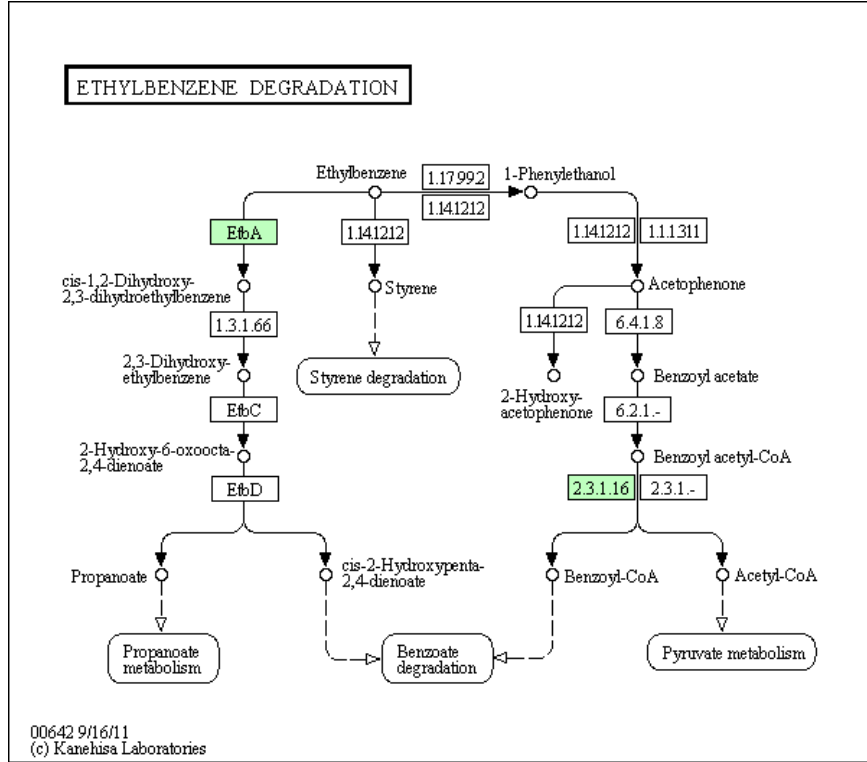 ETHYLBENZENE DEGRADATION
Ethylbenzene
1.17.99.2
1-Phenylethanol
1.14.12.12
EtbA
1.14.12.12
1.14.12.12
1.1.1.311
cis-1,2-Dihydroxy-
2,3-dihydroethylbenzene
Styrene
Acetophenone
1.3.1.66
1.14.12.12
6.4.1.8
2,3-Dihydroxy-
ethylbenzene
Styrene degradation
2-Hydroxy-
acetophenone
Benzoyl acetate
EtbC
6.2.1.-
2-Hydroxy-6-oxoocta-
2,4-dienoate
Benzoyl acetyl-CoA
EtbD
2.3.1.16
2.3.1.-
Propanoate
cis-2-Hydroxypenta-
2,4-dienoate
Benzoyl-CoA
Acetyl-CoA
Propanoate
metabolism
Benzoate
degradation
Pyruvate metabolism
00642 9/16/11
(c) Kanehisa Laboratories